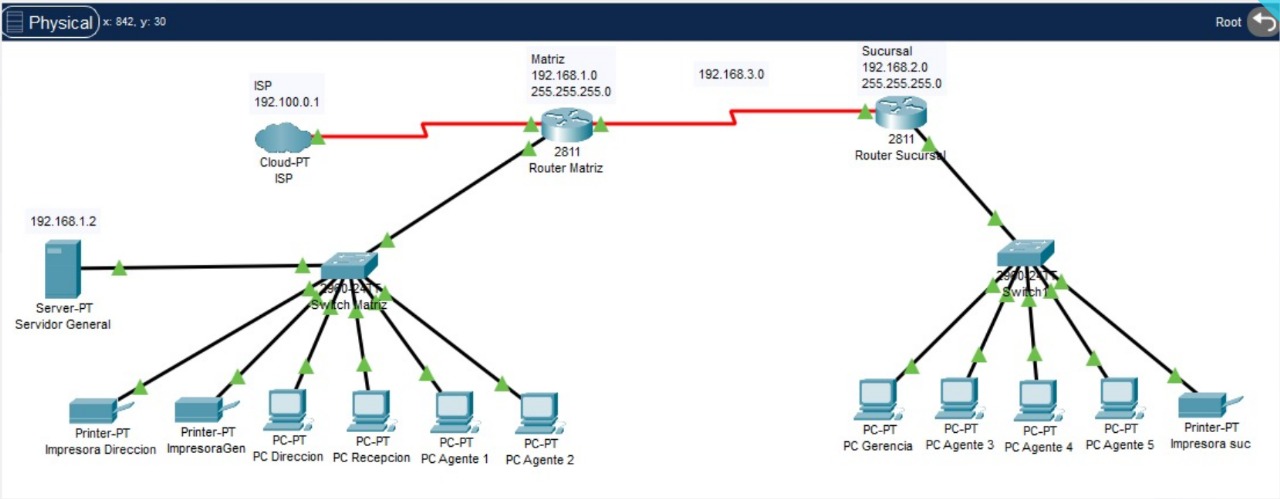 Physical x: 842, y: 30
Root
ISP
192.100.0.1
Cloud-PT
ISP
Matriz
192.168.1.0
255.255.255.0
2811
Router Matriz
192.168.3.0
Sucursal
192.168.2.0
255.255.255.0
2811
Router Sucursal
192.168.1.2
Server-PT
Servidor General
2960-24TT
Switch Matriz
2960-24TT
Switch1
Printer-PT
Impresora Direccion
Printer-PT
ImpresoraGen
PC-PT
PC Direccion
PC-PT
PC Recepcion
PC-PT
PC Agente 1
PC-PT
PC Agente 2
PC-PT
PC Gerencia
PC-PT
PC Agente 3
PC-PT
PC Agente 4
PC-PT
PC Agente 5
Printer-PT
Impresora suc